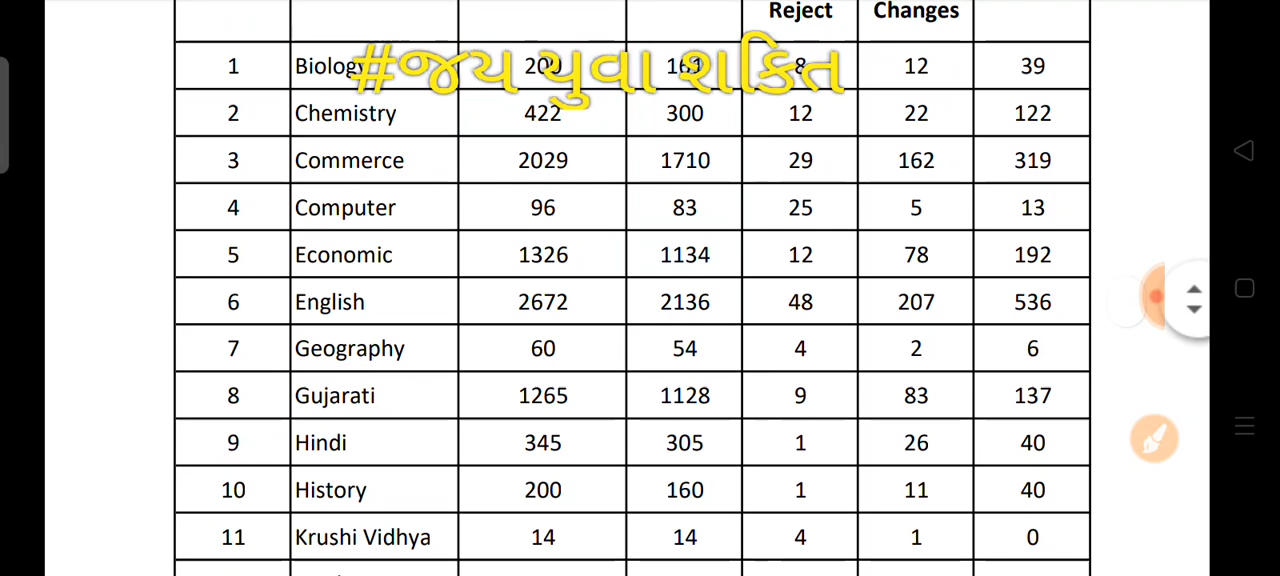 Reject Changes
#જય યુવા શક્તિ
1 Biology 200 161 8 12 39
2 Chemistry 422 300 12 22 122
3 Commerce 2029 1710 29 162 319
4 Computer 96 83 25 5 13
5 Economic 1326 1134 12 78 192
6 English 2672 2136 48 207 536
7 Geography 60 54 4 2 6
8 Gujarati 1265 1128 9 83 137
9 Hindi 345 305 1 26 40
10 History 200 160 1 11 40
11 Krushi Vidhya 14 14 4 1 0